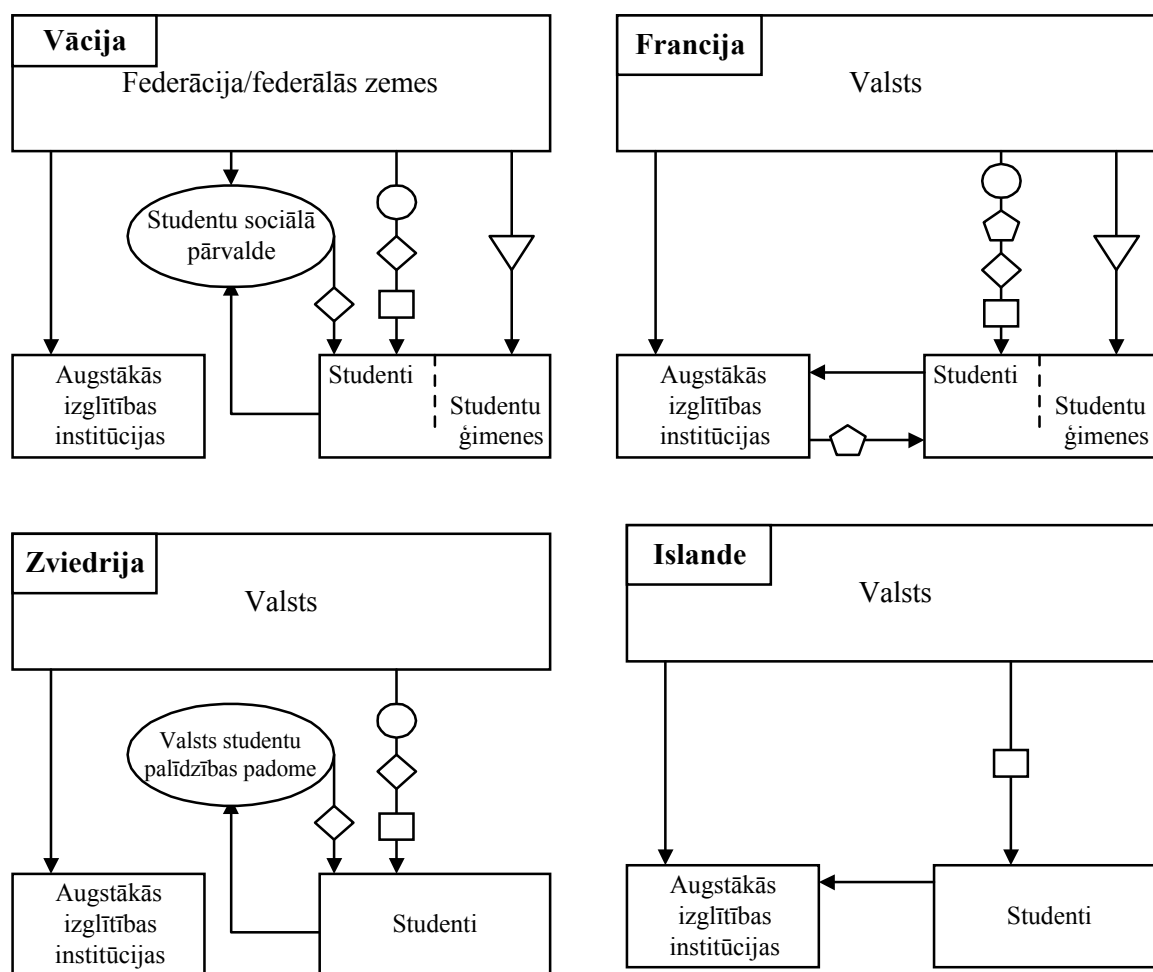 Vācija
Federācija/federālās zemes
Studentu sociālā
pārvalde
Augstākās
izglītības
institūcijas
Studenti
Studentu
ģimenes
Francija
Valsts
Augstākās
izglītības
institūcijas
Studenti
Studentu
ģimenes
Zviedrija
Valsts
Valsts studentu
palīdzības padome
Augstākās
izglītības
institūcijas
Studenti
Islande
Valsts
Augstākās
izglītības
institūcijas
Studenti